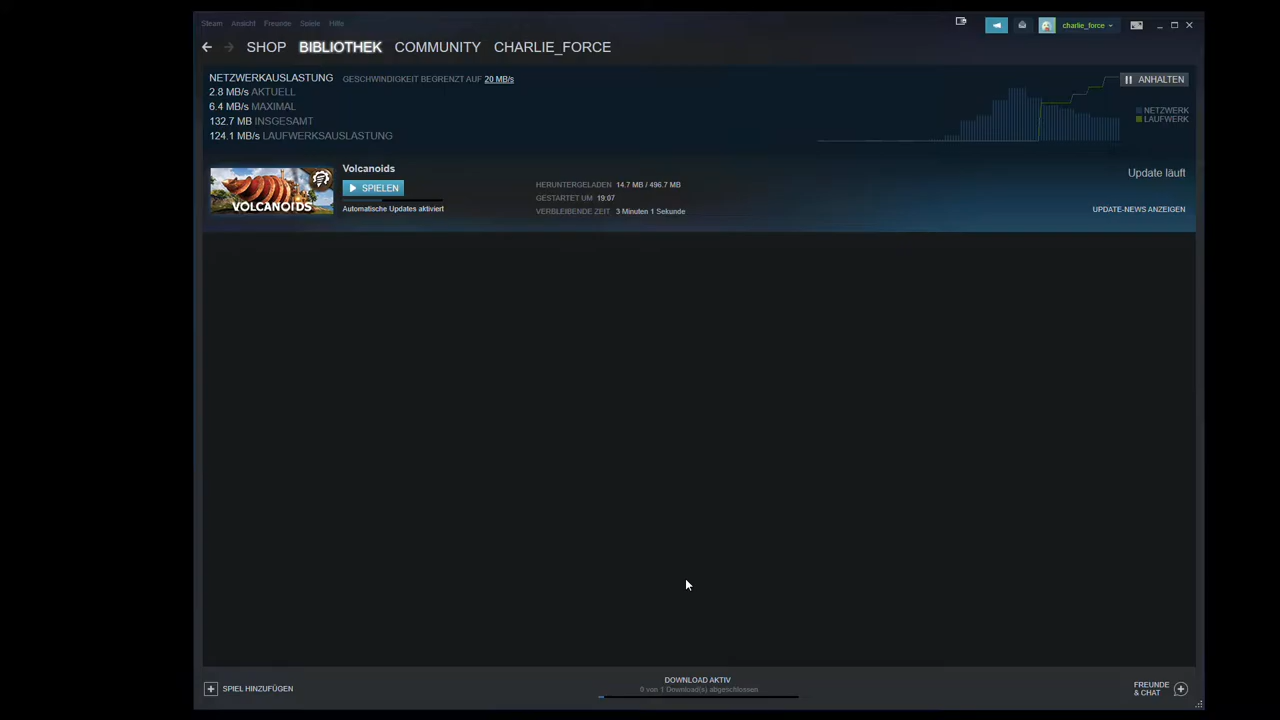 Steam Ansicht Freunde Spiele Hilfe
charlie_force
SHOP BIBLIOTHEK COMMUNITY CHARLIE_FORCE
NETZWERKAUSLASTUNG GESCHWINDIGKEIT BEGRENZT AUF 20 MB/s
ANHALTEN
2.8 MB/s AKTUELL
6.4 MB/s MAXIMAL
NETZWERK
LAUFWERK
132.7 MB INSGESAMT
124.1 MB/s LAUFWERKSAUSLASTUNG
VOLCANOIDS
Volcanoids
SPIELEN
Automatische Updates aktiviert
HERUNTERGELADEN 14.7 MB / 496.7 MB
GESTARTET UM 19:07
VERBLEIBENDE ZEIT 3 Minuten 1 Sekunde
Update läuft
UPDATE-NEWS ANZEIGEN
SPIEL HINZUFÜGEN
DOWNLOAD AKTIV
0 von 1 Download(s) abgeschlossen
FREUNDE
& CHAT